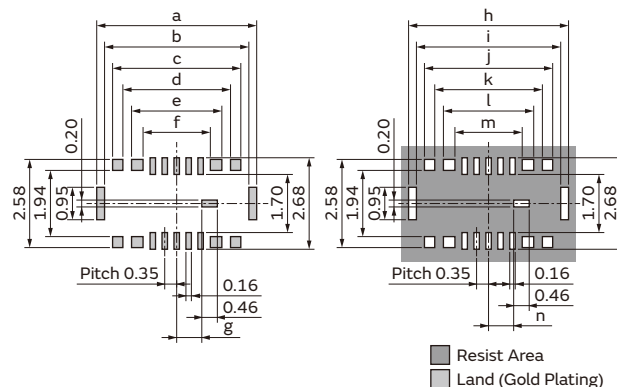 a
b
c
d
e
f
0.20
2.58
1.94
0.95
1.70
2.68
Pitch 0.35
0.16
0.46
g
h
i
j
k
l
m
0.20
2.58
1.94
0.95
1.70
2.68
Pitch 0.35
0.16
0.46
n
Resist Area
Land (Gold Plating)